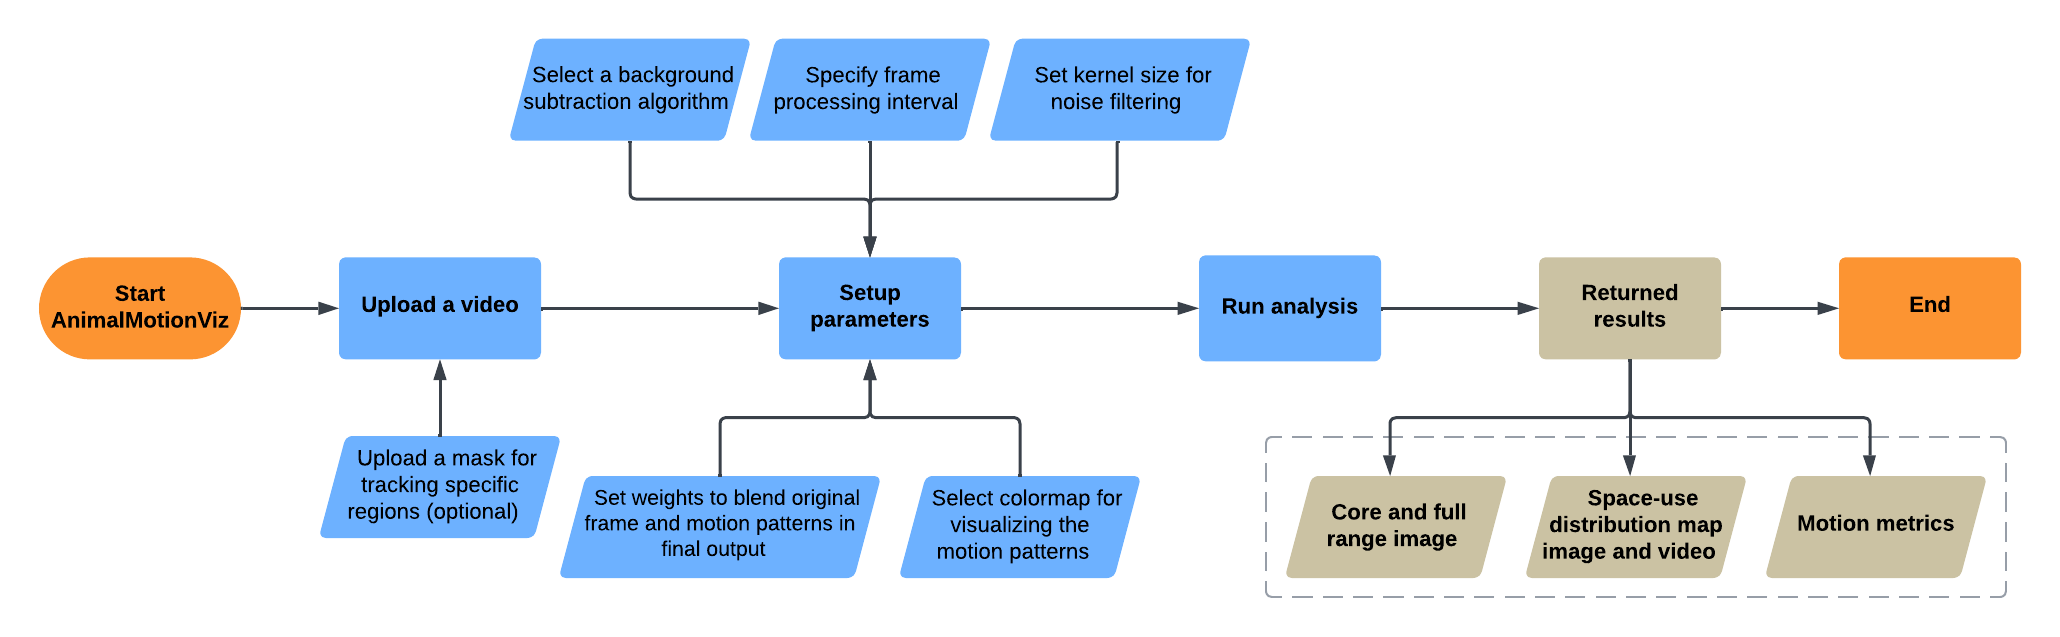 Select a background
subtraction algorithm
Specify frame
processing interval
Set kernel size for
noise filtering
Start
AnimalMotionViz
Upload a video
Setup
parameters
Run analysis
Returned
results
End
Upload a mask for
tracking specific
regions (optional)
Set weights to blend original
frame and motion patterns in
final output
Select colormap for
visualizing the
motion patterns
Core and full
range image
Space-use
distribution map
image and video
Motion metrics